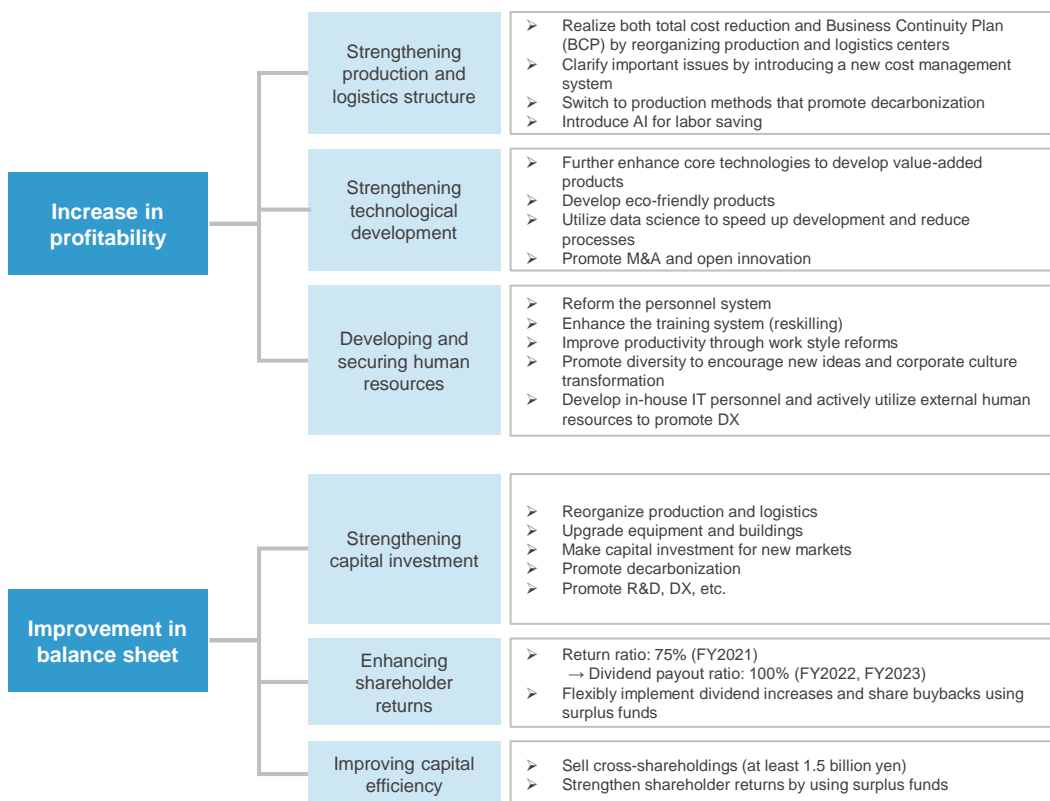 Increase in
profitability
Strengthening
production and
logistics structure
➢ Realize both total cost reduction and Business Continuity Plan
(BCP) by reorganizing production and logistics centers
➢ Clarify important issues by introducing a new cost management
system
➢ Switch to production methods that promote decarbonization
➢ Introduce AI for labor saving
Strengthening
technological
development
➢ Further enhance core technologies to develop value-added
products
➢ Develop eco-friendly products
➢ Utilize data science to speed up development and reduce
processes
➢ Promote M&A and open innovation
Developing and
securing human
resources
➢ Reform the personnel system
➢ Enhance the training system (reskilling)
➢ Improve productivity through work style reforms
➢ Promote diversity to encourage new ideas and corporate culture
transformation
➢ Develop in-house IT personnel and actively utilize external human
resources to promote DX
Improvement in
balance sheet
Strengthening
capital investment
➢ Reorganize production and logistics
➢ Upgrade equipment and buildings
➢ Make capital investment for new markets
➢ Promote decarbonization
➢ Promote R&D, DX, etc.
Enhancing
shareholder
returns
➢ Return ratio: 75% (FY2021)
→ Dividend payout ratio: 100% (FY2022, FY2023)
➢ Flexibly implement dividend increases and share buybacks using
surplus funds
Improving capital
efficiency
➢ Sell cross-shareholdings (at least 1.5 billion yen)
➢ Strengthen shareholder returns by using surplus funds